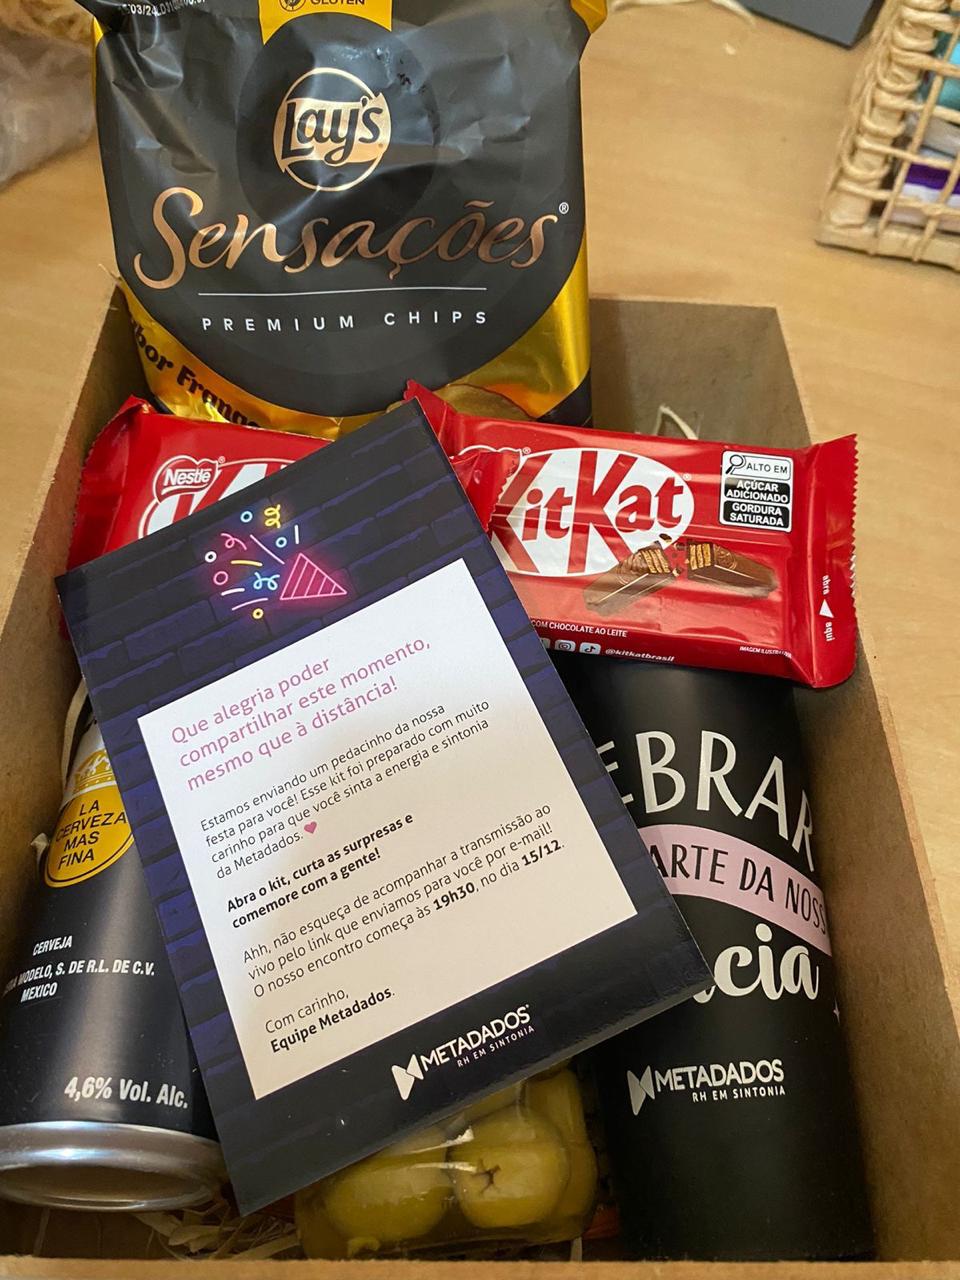 GLUTEN
Lay's
Sensações®
PREMIUM CHIPS
KitKat
Nestlé
ALTO EM
AÇÚCAR
ADICIONADO
GORDURA
SATURADA
abra
aqui
COM CHOCOLATE AO LEITE
@kitkatbrasil
Que alegria poder
compartilhar este momento,
mesmo que à distância!
Estamos enviando um pedacinho da nossa
festa para você! Esse kit foi preparado com muito
carinho para que você sinta a energia e sintonia
da Metadados.
Abra o kit, curta as surpresas e
comemore com a gente!
Ahh, não esqueça de acompanhar a transmissão ao
vivo pelo link que enviamos para você por e-mail!
O nosso encontro começa às 19h30, no dia 15/12.
Com carinho,
Equipe Metadados.
METADADOS
RH EM SINTONIA
LA
CERVEZA
MAS
FINA
CERVEJA
MODELO, S. DE R.L. DE C.V.
MEXICO
4,6% Vol. Alc.
EBRAR
ARTE DA NOSS
cia
METADADOS
RH EM SINTONIA